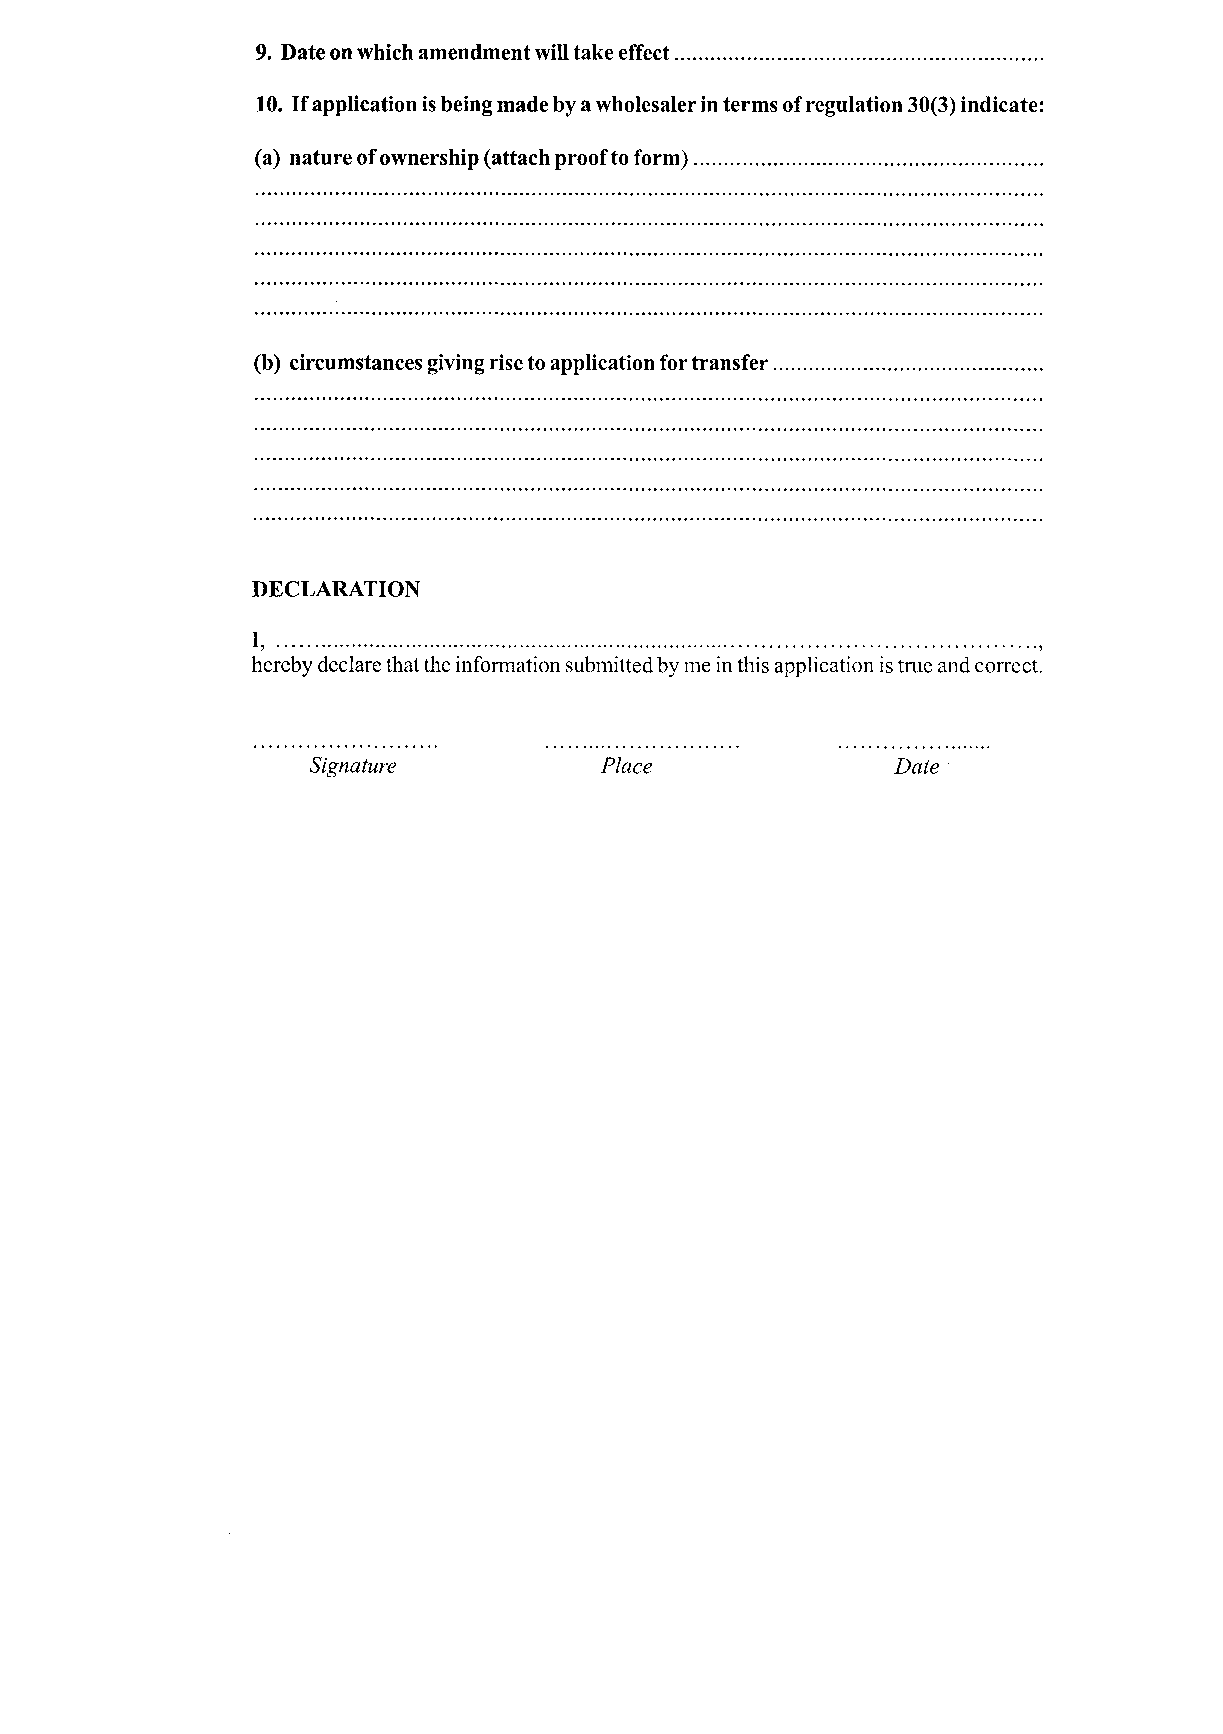 9. Date on which amendment will take effect ..............................................................
10. If application is being made by a wholesaler in terms of regulation 30(3) indicate:
(a) nature of ownership (attach proof to form) ..........................................................
....................................................................................................................................
....................................................................................................................................
....................................................................................................................................
....................................................................................................................................
....................................................................................................................................
(b) circumstances giving rise to application for transfer .............................................
....................................................................................................................................
....................................................................................................................................
....................................................................................................................................
....................................................................................................................................
....................................................................................................................................
DECLARATION
I, ................................................................................................................................,
hereby declare that the information submitted by me in this application is true and correct.
......................... .......................... .....................
Signature Place Date